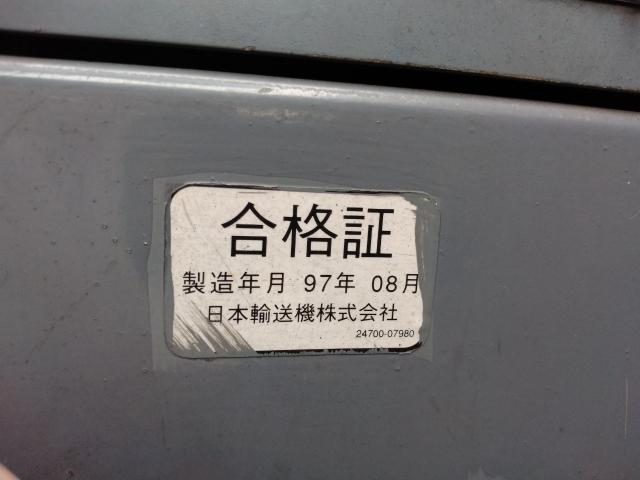 合格証
製造年月 97年 08月
日本輸送機株式会社
24700-07980